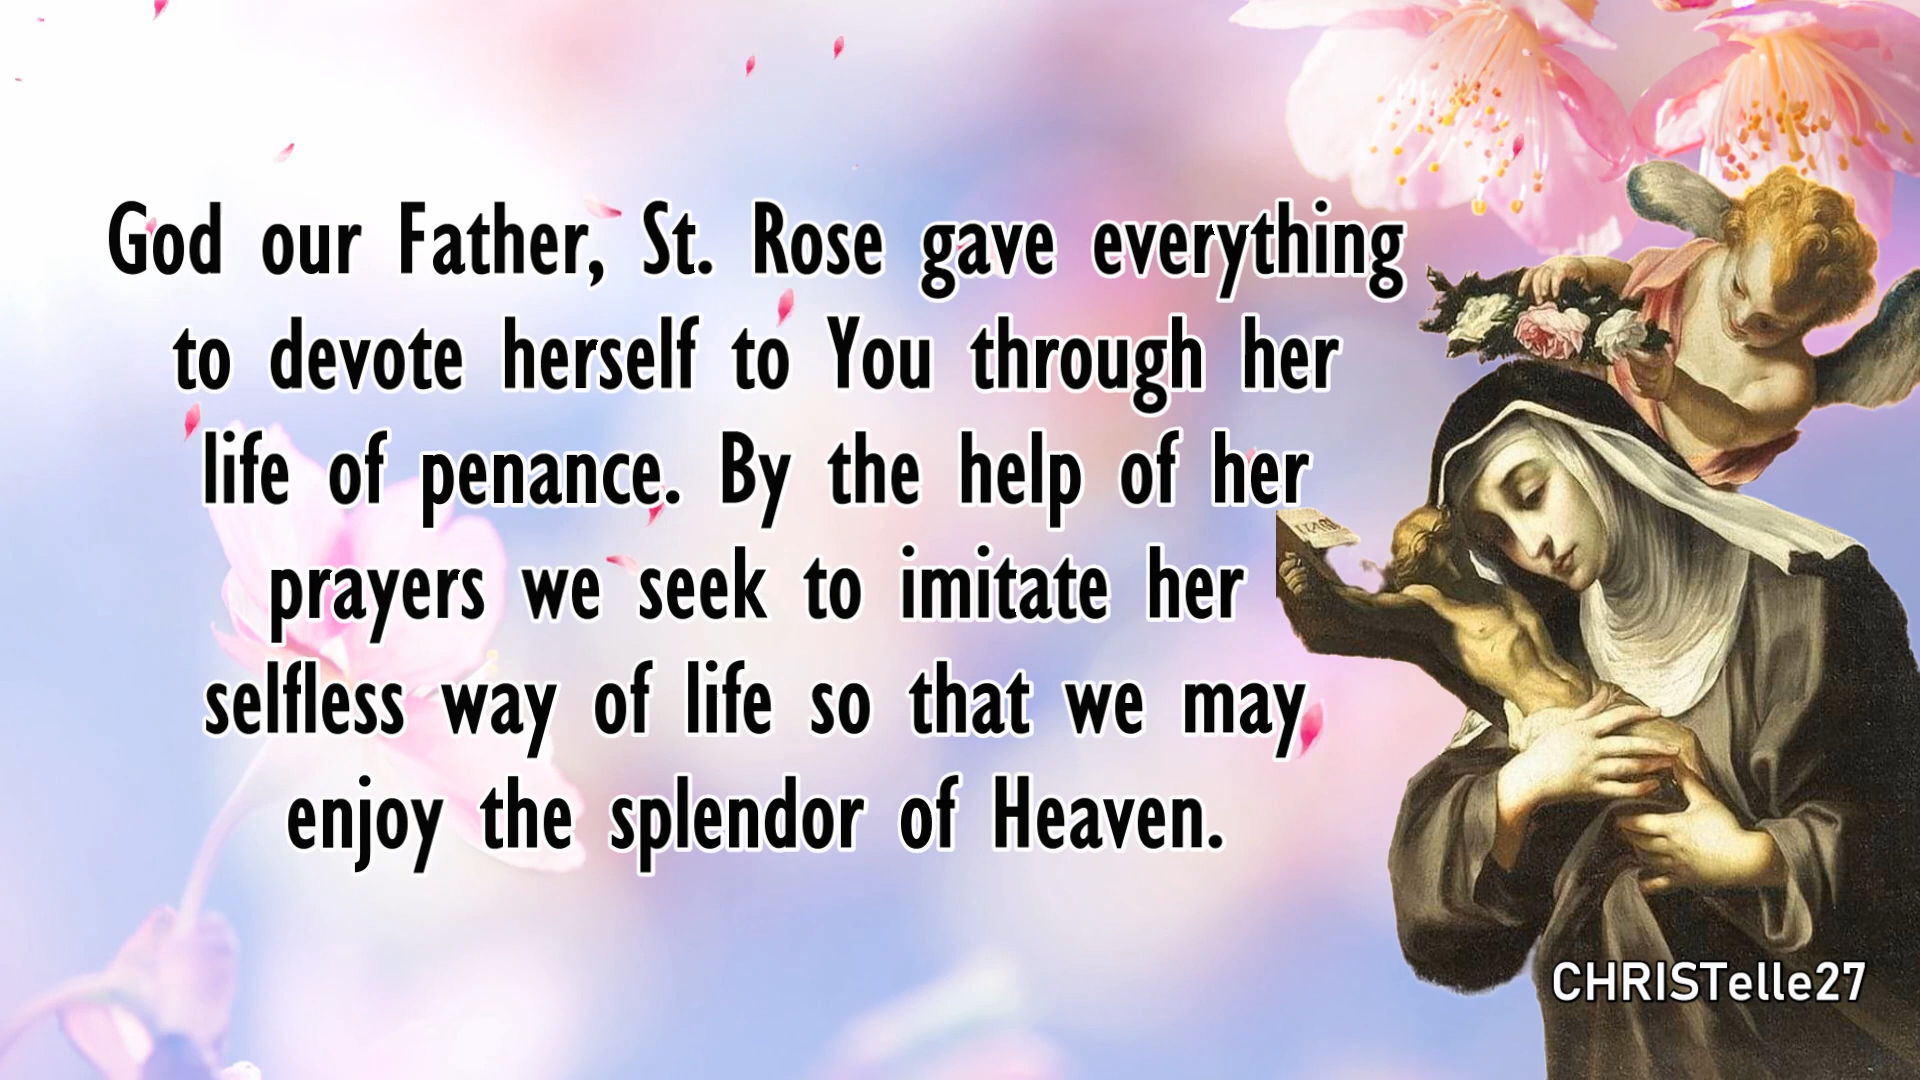 God our Father, St. Rose gave everything
to devote herself to You through her
life of penance. By the help of her
prayers we seek to imitate her
selfless way of life so that we may
enjoy the splendor of Heaven.
CHRISTelle27